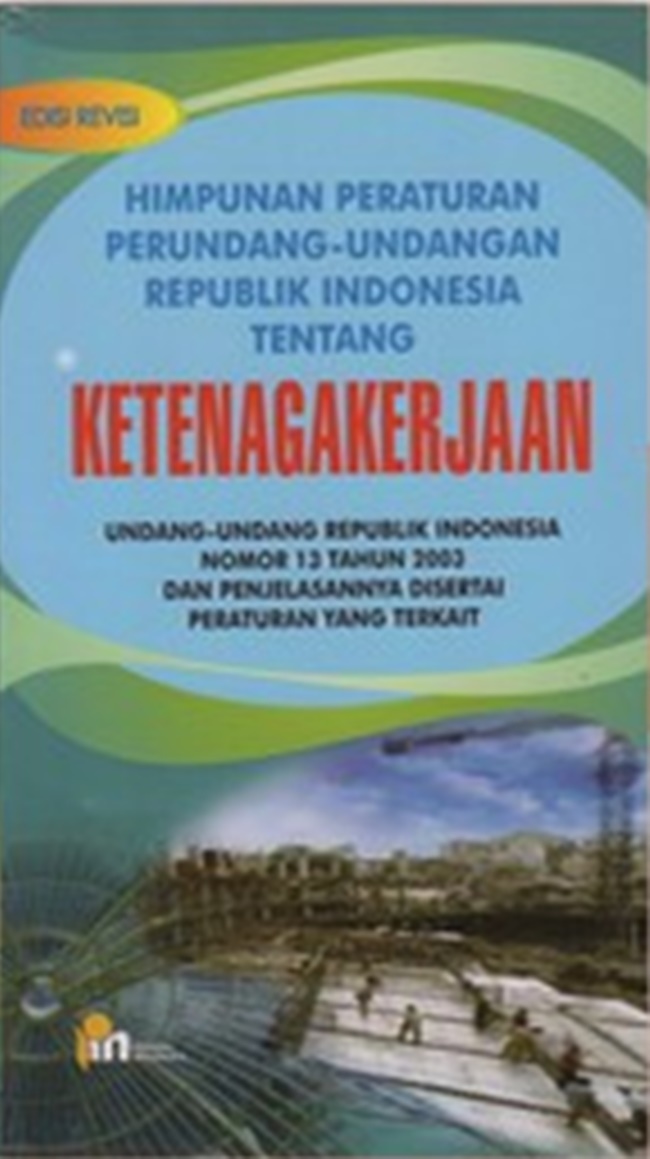 EDISI REVISI
HIMPUNAN PERATURAN
PERUNDANG-UNDANGAN
REPUBLIK INDONESIA
TENTANG
KETENAGAKERJAAN
UNDANG-UNDANG REPUBLIK INDONESIA
NOMOR 13 TAHUN 2003
DAN PENJELASANNYA DISERTAI
PERATURAN YANG TERKAIT
in